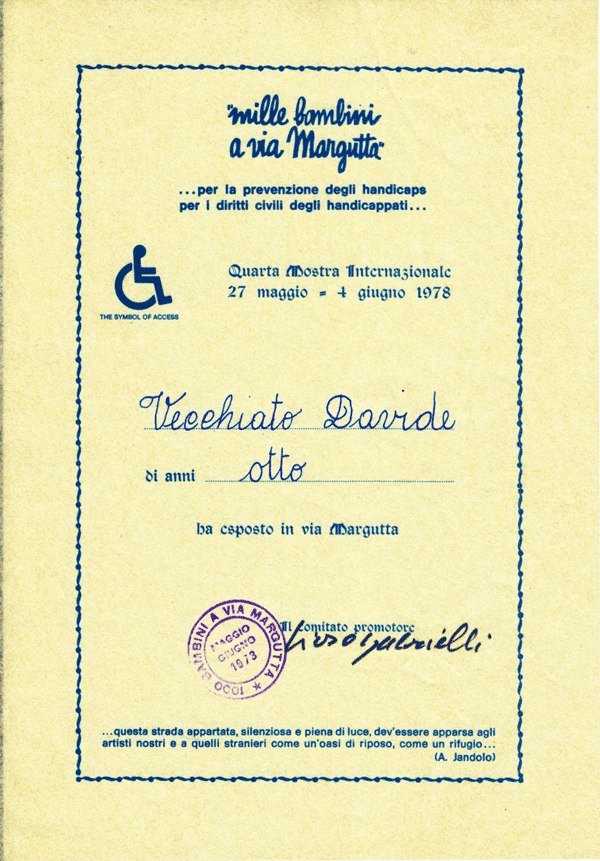 "mille bambini
a via Margutta"
...per la prevenzione degli handicaps
per i diritti civili degli handicappati...
THE SYMBOL OF ACCESS
Quarta Mostra Internazionale
27 maggio = 4 giugno 1978
Vecchiato Davide
di anni otto
ha esposto in via Margutta
1000 BAMBINI A VIA MARGUTTA
MAGGIO
GIUGNO
1973
Il Comitato promotore
Gabrielli
...questa strada appartata, silenziosa e piena di luce, dev'essere apparsa agli
artisti nostri e a quelli stranieri come un'oasi di riposo, come un rifugio...
(A. Jandolo)